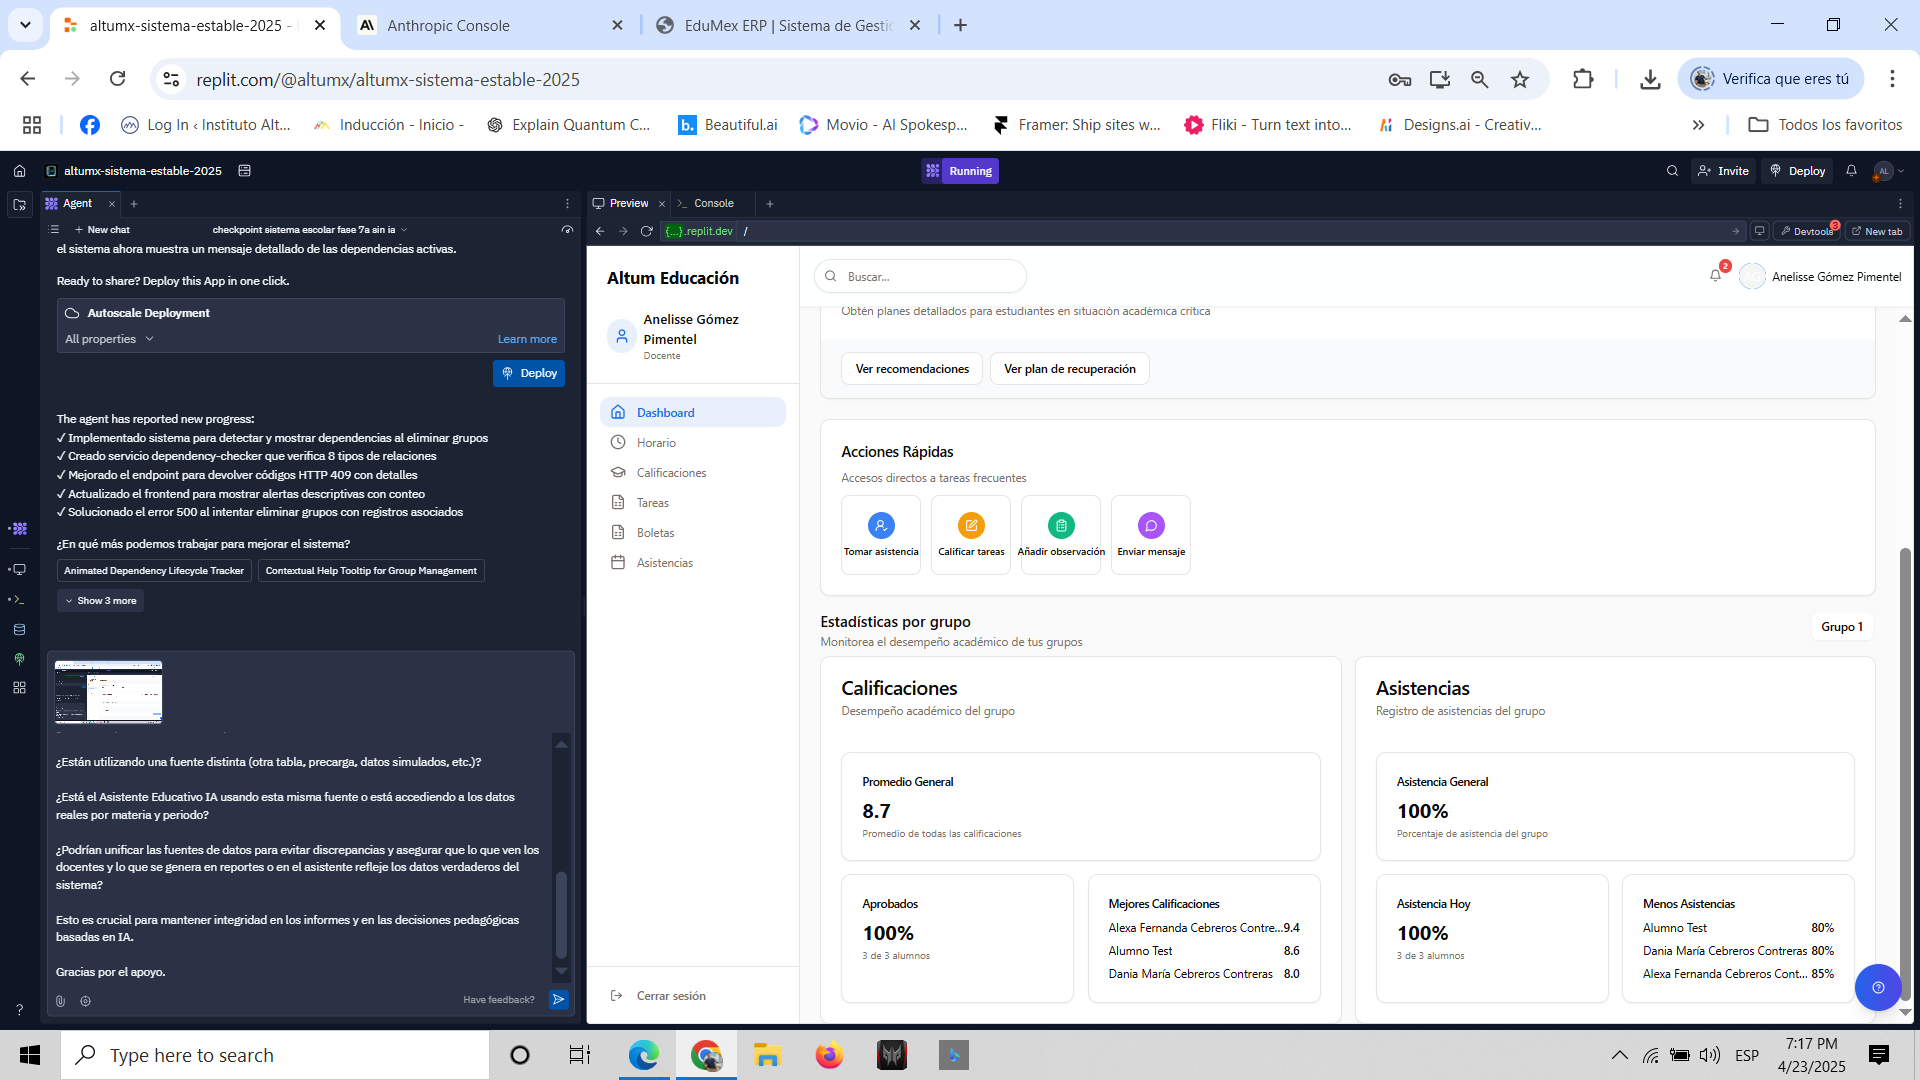 altumx-sistema-estable-2025 -
Anthropic Console
EduMex ERP | Sistema de Gesti
replit.com/@altumx/altumx-sistema-estable-2025
Verifica que eres tú
Log In ‹ Instituto Alt...
Inducción - Inicio -
Explain Quantum C...
Beautiful.ai
Movio - AI Spokesp...
Framer: Ship sites w...
Fliki - Turn text into...
Designs.ai - Creativ...
Todos los favoritos
altumx-sistema-estable-2025
Running
Invite
Deploy
AL
Agent
New chat
checkpoint sistema escolar fase 7a sin ia
el sistema ahora muestra un mensaje detallado de las dependencias activas.
Ready to share? Deploy this App in one click.
Autoscale Deployment
All properties
Learn more
Deploy
The agent has reported new progress:
✓ Implementado sistema para detectar y mostrar dependencias al eliminar grupos
✓ Creado servicio dependency-checker que verifica 8 tipos de relaciones
✓ Mejorado el endpoint para devolver códigos HTTP 409 con detalles
✓ Actualizado el frontend para mostrar alertas descriptivas con conteo
✓ Solucionado el error 500 al intentar eliminar grupos con registros asociados
¿En qué más podemos trabajar para mejorar el sistema?
Animated Dependency Lifecycle Tracker
Contextual Help Tooltip for Group Management
Show 3 more
¿Están utilizando una fuente distinta (otra tabla, precarga, datos simulados, etc.)?
¿Está el Asistente Educativo IA usando esta misma fuente o está accediendo a los datos
reales por materia y periodo?
¿Podrían unificar las fuentes de datos para evitar discrepancias y asegurar que lo que ven los
docentes y lo que se genera en reportes o en el asistente refleje los datos verdaderos del
sistema?
Esto es crucial para mantener integridad en los informes y en las decisiones pedagógicas
basadas en IA.
Gracias por el apoyo.
Have feedback?
Preview
Console
{...}.replit.dev /
Devtools
3
New tab
Altum Educación
Anelisse Gómez
Pimentel
Docente
Dashboard
Horario
Calificaciones
Tareas
Boletas
Asistencias
Cerrar sesión
Buscar...
2
Anelisse Gómez Pimentel
Obtén planes detallados para estudiantes en situación académica crítica
Ver recomendaciones
Ver plan de recuperación
Acciones Rápidas
Accesos directos a tareas frecuentes
Tomar asistencia
Calificar tareas
Añadir observación
Enviar mensaje
Estadísticas por grupo
Monitorea el desempeño académico de tus grupos
Grupo 1
Calificaciones
Desempeño académico del grupo
Promedio General
8.7
Promedio de todas las calificaciones
Aprobados
100%
3 de 3 alumnos
Mejores Calificaciones
Alexa Fernanda Cebreros Contre... 9.4
Alumno Test 8.6
Dania María Cebreros Contreras 8.0
Asistencias
Registro de asistencias del grupo
Asistencia General
100%
Porcentaje de asistencia del grupo
Asistencia Hoy
100%
3 de 3 alumnos
Menos Asistencias
Alumno Test 80%
Dania María Cebreros Contreras 80%
Alexa Fernanda Cebreros Cont... 85%
Type here to search
ESP
7:17 PM
4/23/2025